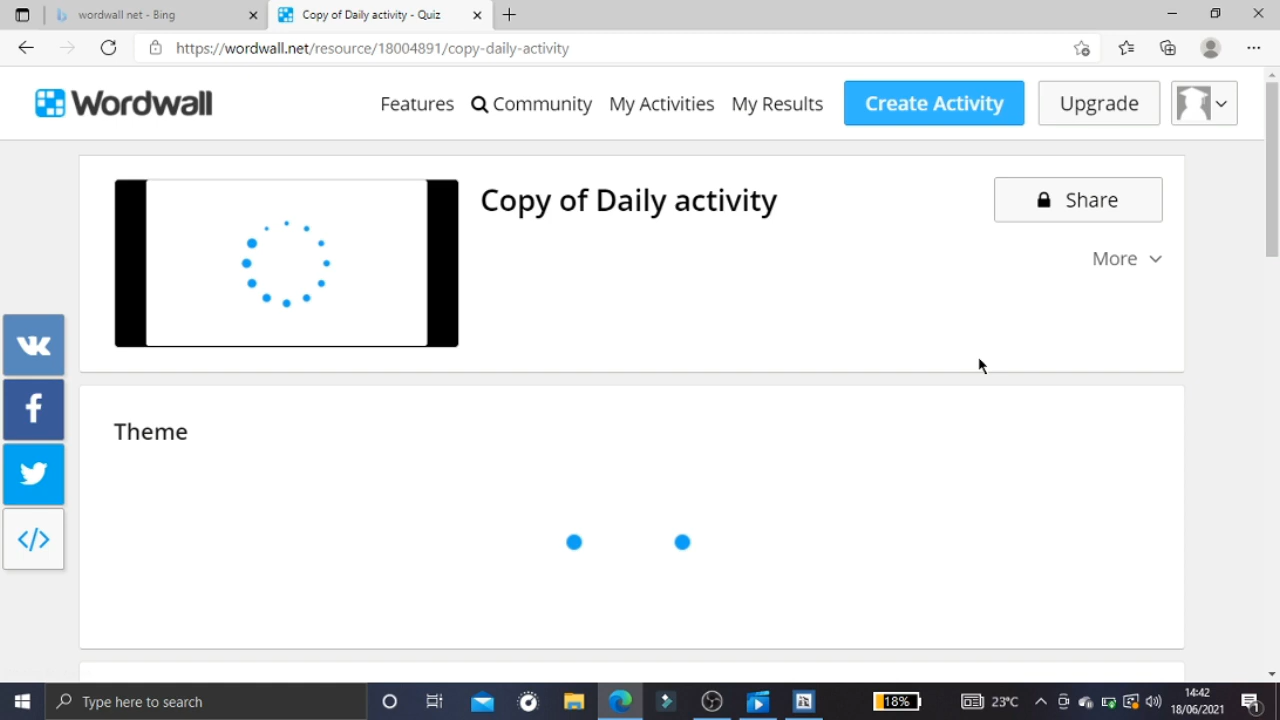 wordwall net - Bing
Copy of Daily activity - Quiz
https://wordwall.net/resource/18004891/copy-daily-activity
Wordwall
Features
Community
My Activities
My Results
Create Activity
Upgrade
Copy of Daily activity
Share
More
Theme
Type here to search
18%
23°C
14:42
18/06/2021
1